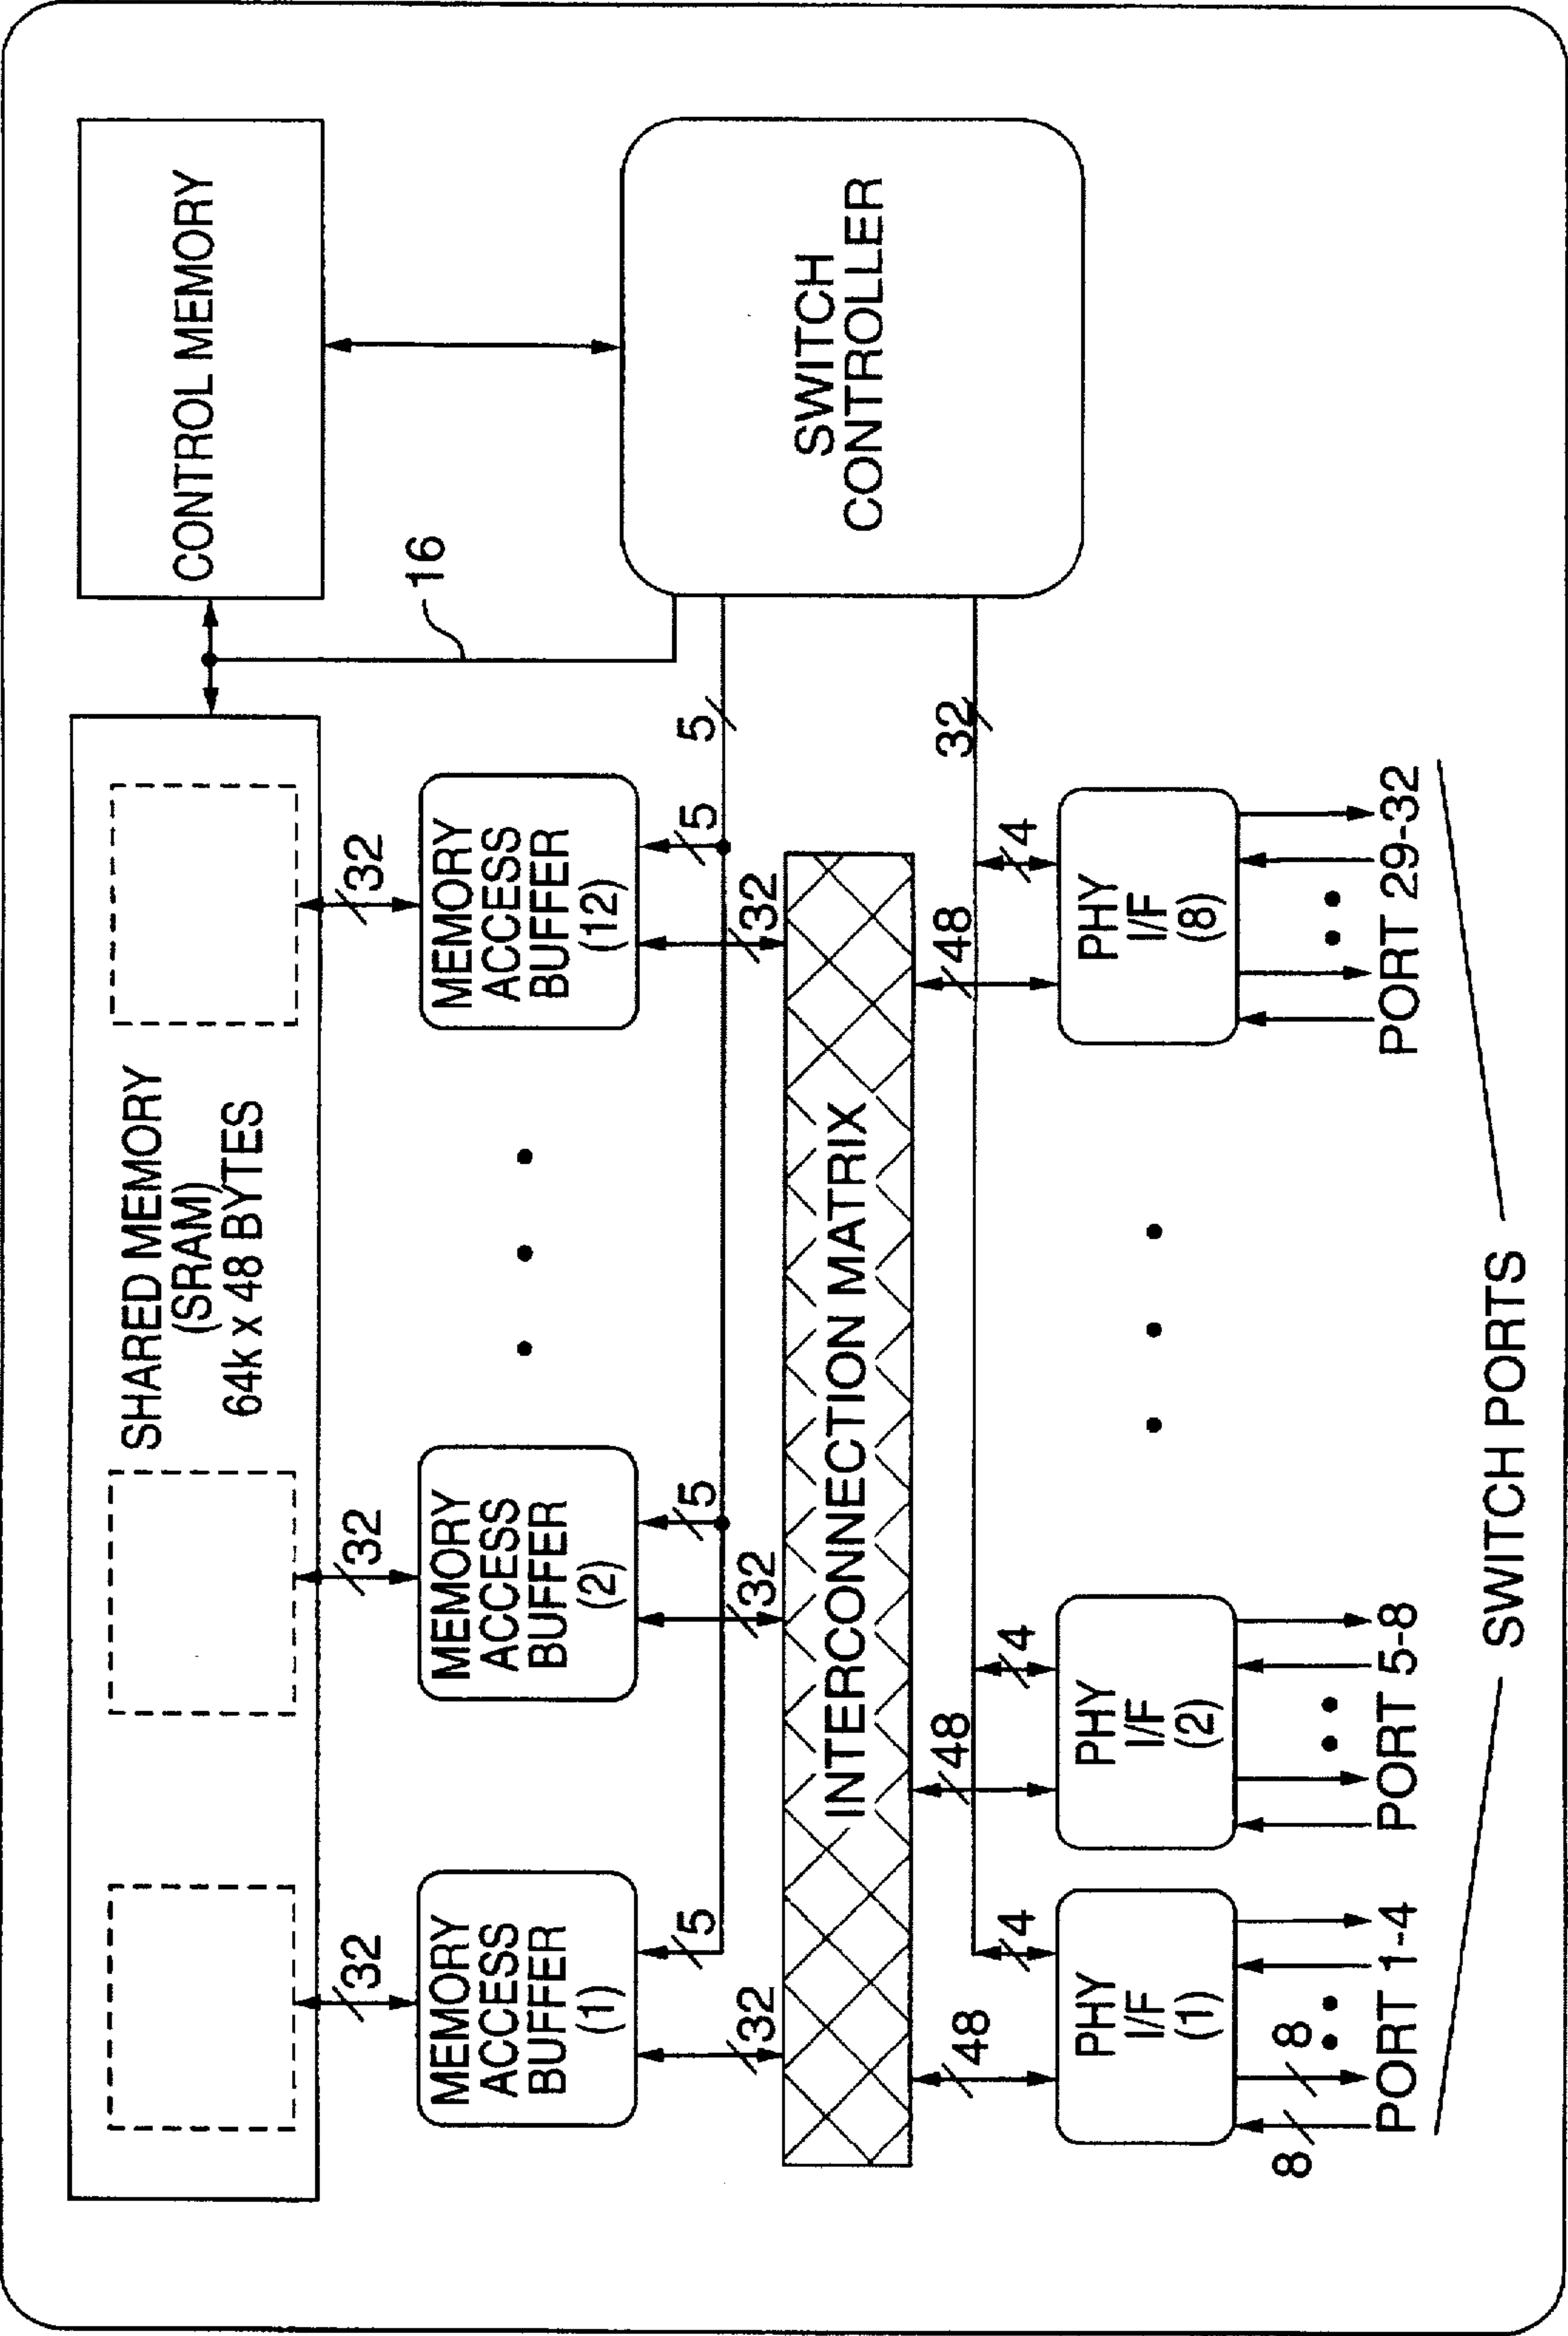 SHARED MEMORY
(SRAM)
64k x 48 BYTES
CONTROL MEMORY
16
32
32
32
MEMORY
ACCESS
BUFFER
(1)
MEMORY
ACCESS
BUFFER
(2)
MEMORY
ACCESS
BUFFER
(12)
5
5
5
5
32
32
32
SWITCH
CONTROLLER
INTERCONNECTION MATRIX
32
48
4
48
4
48
4
PHY
I/F
(1)
PHY
I/F
(2)
PHY
I/F
(8)
8
8
PORT 1-4
PORT 5-8
PORT 29-32
SWITCH PORTS